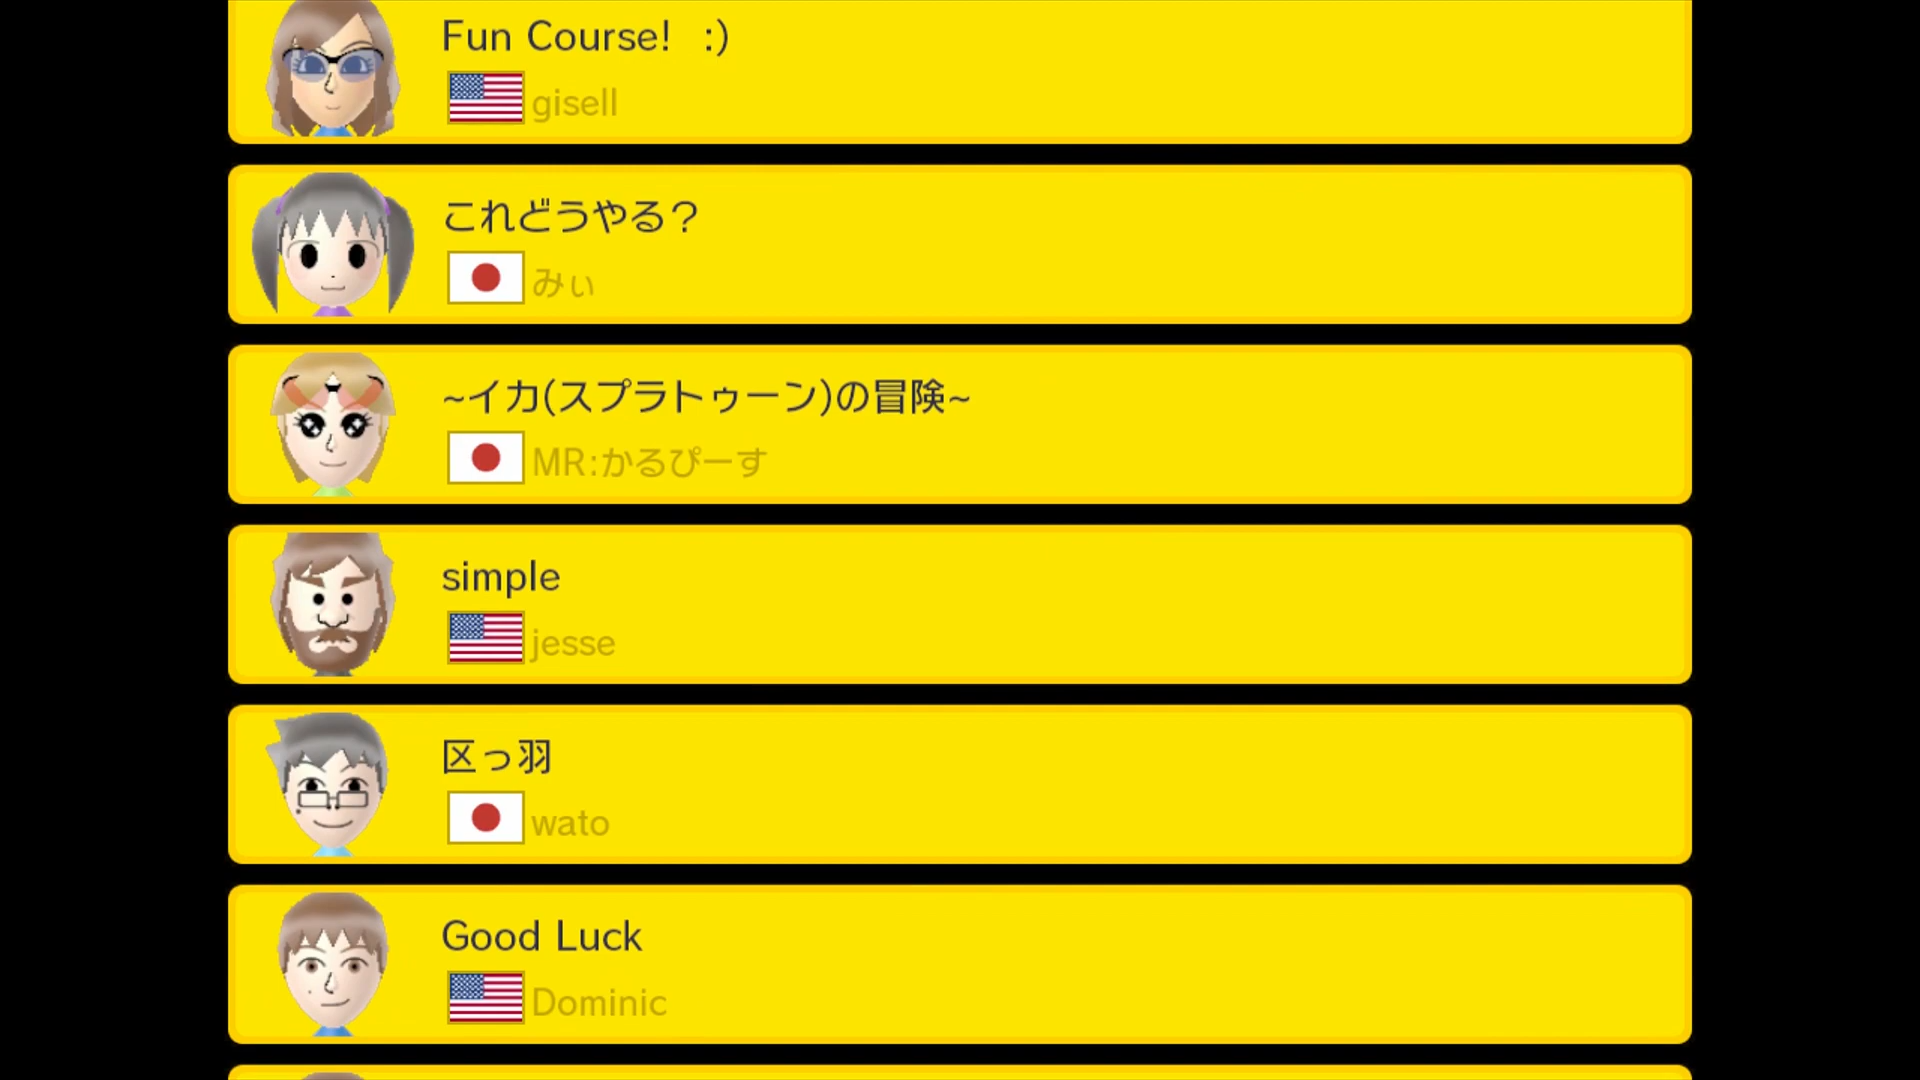 Fun Course!  :)
gisell
これどうやる？
みぃ
~イカ(スプラトゥーン)の冒険~
MR:かるぴーす
simple
jesse
区っ羽
wato
Good Luck
Dominic